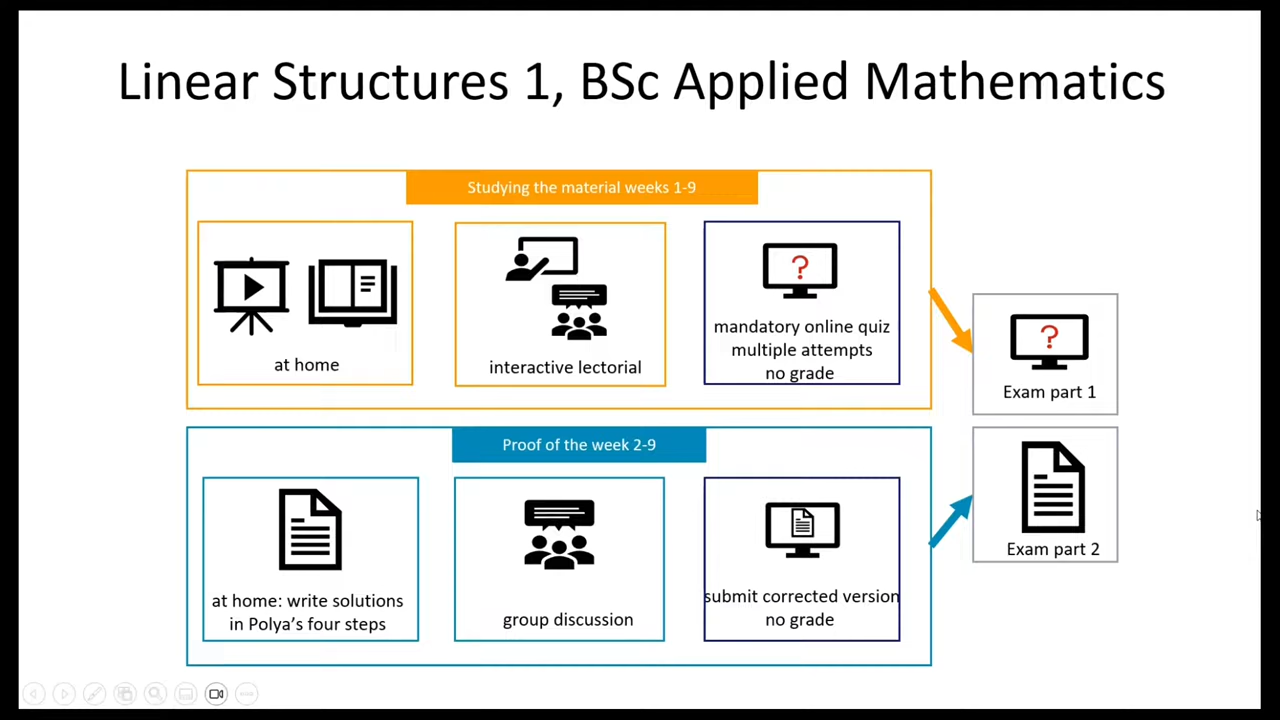 Linear Structures 1, BSc Applied Mathematics
Studying the material weeks 1-9
at home
interactive lectorial
?
mandatory online quiz
multiple attempts
no grade
?
Exam part 1
Proof of the week 2-9
at home: write solutions
in Polya's four steps
group discussion
submit corrected version
no grade
Exam part 2